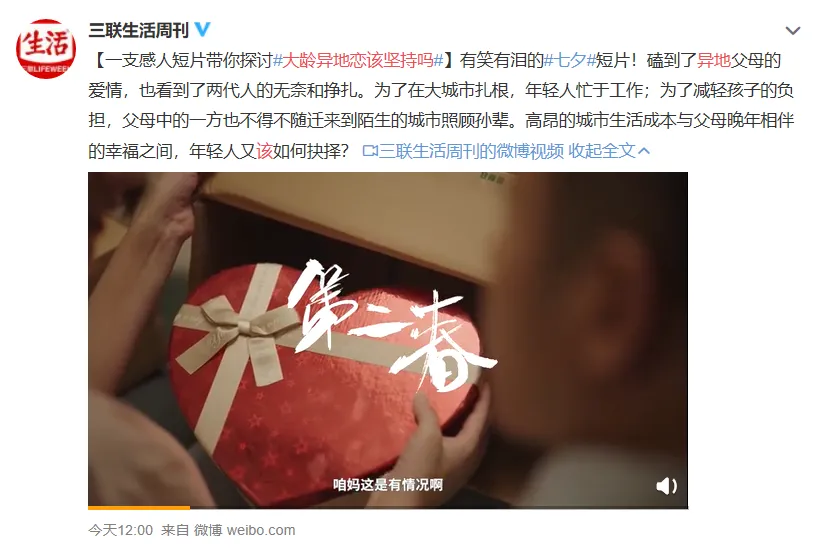 生活
三联生活周刊
【一支感人短片带你探讨#大龄异地恋该坚持吗#】有笑有泪的#七夕#短片！磕到了异地父母的
爱情，也看到了两代人的无奈和挣扎。为了在大城市扎根，年轻人忙于工作；为了减轻孩子的负
担，父母中的一方也不得不随迁来到陌生的城市照顾孙辈。高昂的城市生活成本与父母晚年相伴
的幸福之间，年轻人又该如何抉择？ 三联生活周刊的微博视频 收起全文
第二春
咱妈这是有情况啊
今天12:00 来自 微博 weibo.com